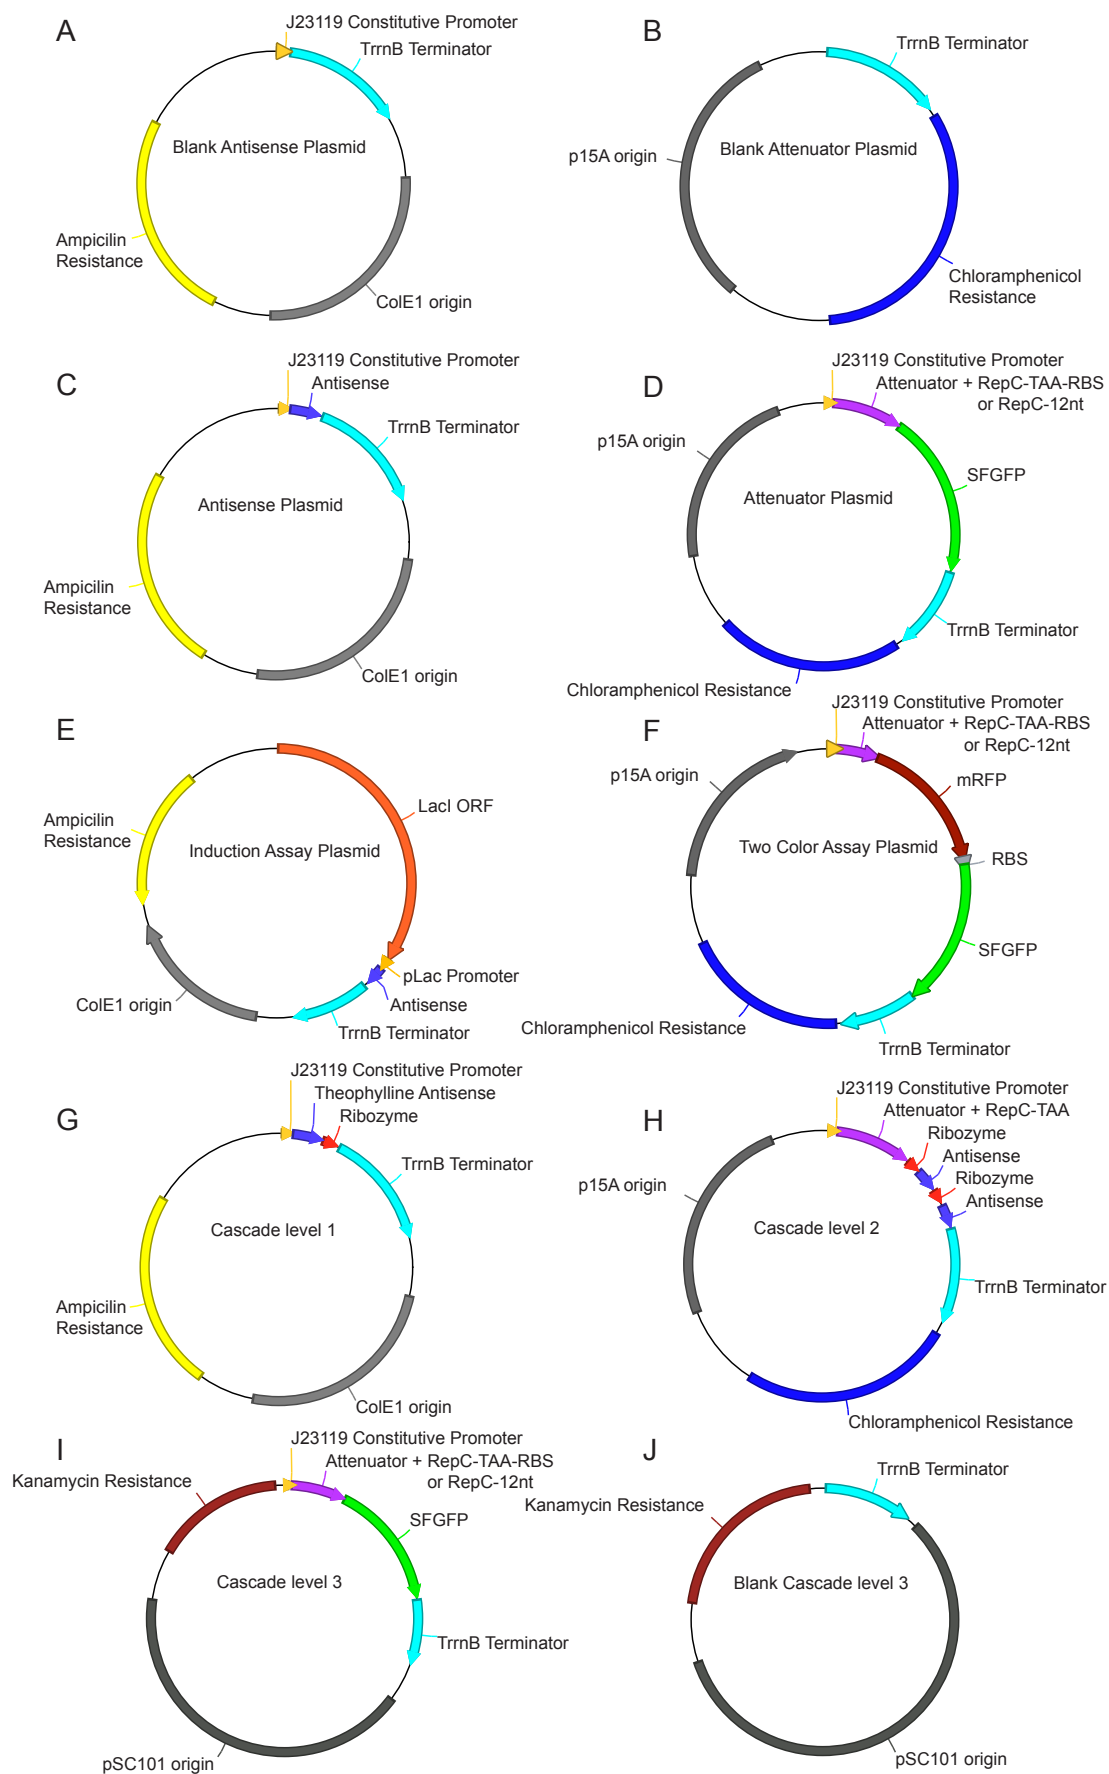 A
J23119 Constitutive Promoter
TrrnB Terminator
Blank Antisense Plasmid
Ampicilin
Resistance
ColE1 origin
B
TrrnB Terminator
p15A origin
Blank Attenuator Plasmid
Chloramphenicol
Resistance
C
J23119 Constitutive Promoter
Antisense
TrrnB Terminator
Antisense Plasmid
Ampicilin
Resistance
ColE1 origin
D
J23119 Constitutive Promoter
Attenuator + RepC-TAA-RBS
or RepC-12nt
p15A origin
SFGFP
Attenuator Plasmid
TrrnB Terminator
Chloramphenicol Resistance
E
LacI ORF
Ampicilin
Resistance
Induction Assay Plasmid
pLac Promoter
Antisense
ColE1 origin
TrrnB Terminator
F
J23119 Constitutive Promoter
Attenuator + RepC-TAA-RBS
or RepC-12nt
p15A origin
mRFP
Two Color Assay Plasmid
RBS
SFGFP
Chloramphenicol Resistance
TrrnB Terminator
G
J23119 Constitutive Promoter
Theophylline Antisense
Ribozyme
TrrnB Terminator
Cascade level 1
Ampicilin
Resistance
ColE1 origin
H
J23119 Constitutive Promoter
Attenuator + RepC-TAA
Ribozyme
Antisense
Ribozyme
Antisense
p15A origin
Cascade level 2
TrrnB Terminator
Chloramphenicol Resistance
I
J23119 Constitutive Promoter
Attenuator + RepC-TAA-RBS
or RepC-12nt
Kanamycin Resistance
SFGFP
Cascade level 3
TrrnB Terminator
pSC101 origin
J
TrrnB Terminator
Kanamycin Resistance
Blank Cascade level 3
pSC101 origin